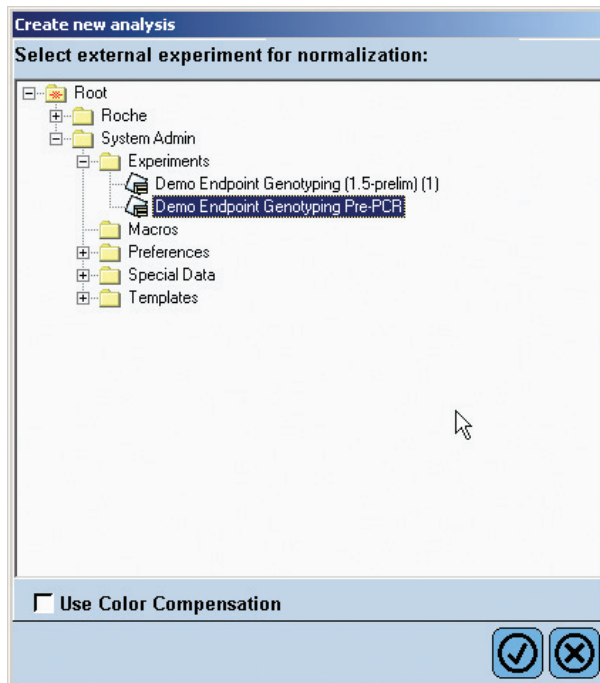 Create new analysis
Select external experiment for normalization:
Root
Roche
System Admin
Experiments
Demo Endpoint Genotyping (1.5-prelim) (1)
Demo Endpoint Genotyping Pre-PCR
Macros
Preferences
Special Data
Templates
Use Color Compensation